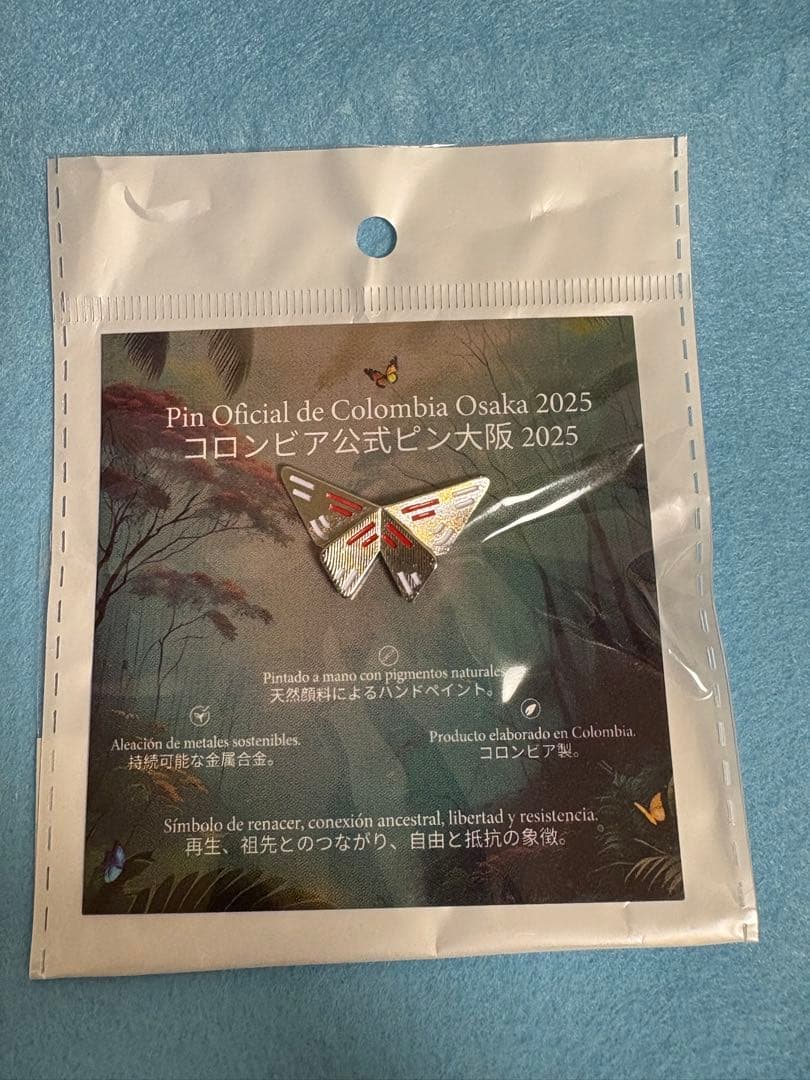 Pin Oficial de Colombia Osaka 2025
コロンビア公式ピン大阪 2025
Pintado a mano con pigmentos naturales
天然顔料によるハンドペイント。
Aleación de metales sostenibles.
持続可能な金属合金。
Producto elaborado en Colombia.
コロンビア製。
Símbolo de renacer, conexión ancestral, libertad y resistencia.
再生、祖先とのつながり、自由と抵抗の象徴。